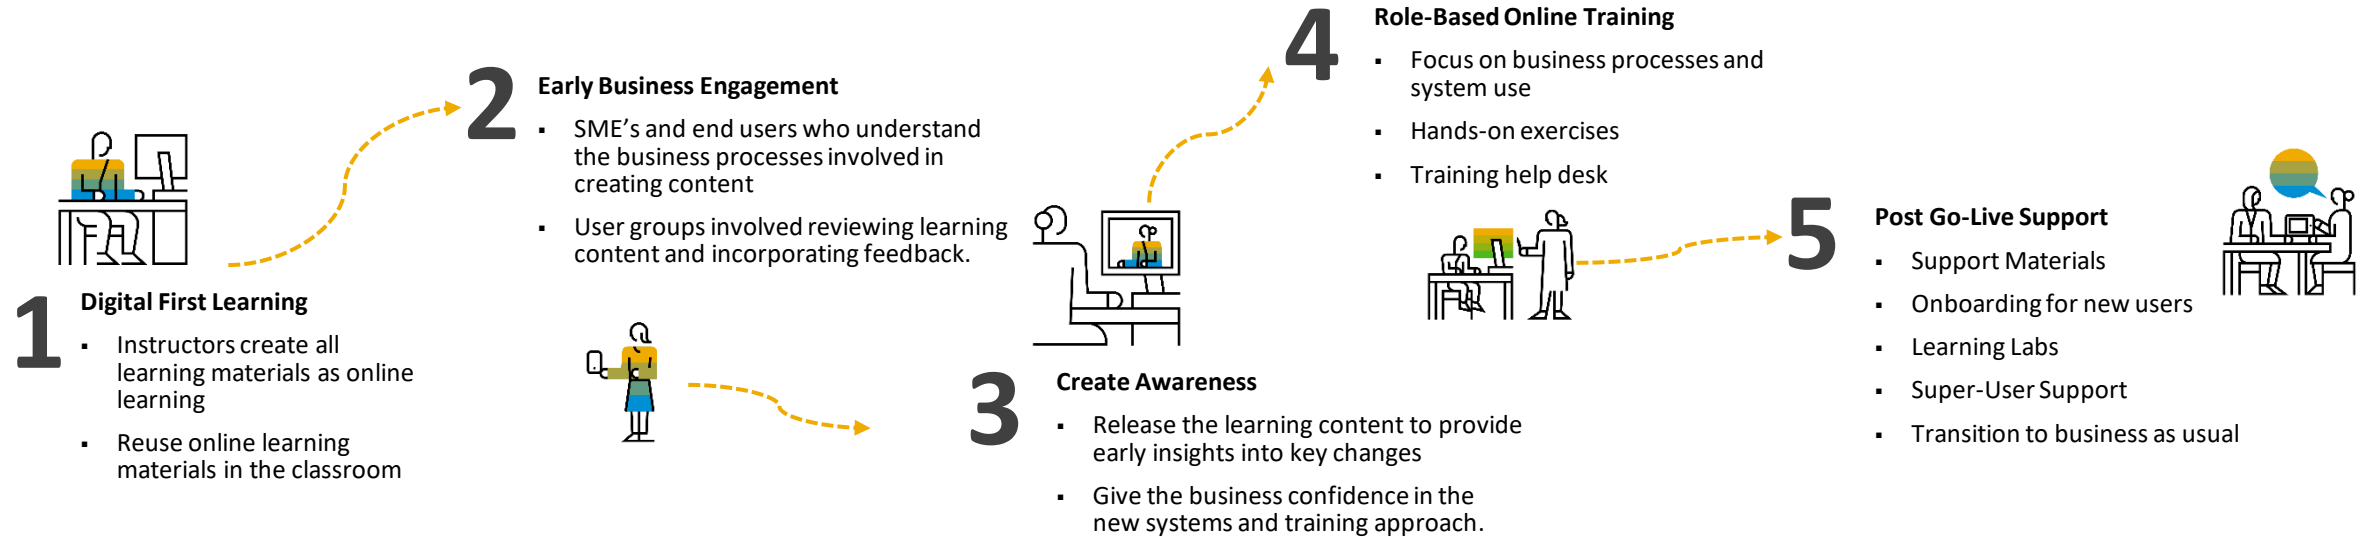 1
Digital First Learning
▪ Instructors create all
learning materials as online
learning
▪ Reuse online learning
materials in the classroom
2
Early Business Engagement
▪ SME’s and end users who understand
the business processes involved in
creating content
▪ User groups involved reviewing learning
content and incorporating feedback.
3
Create Awareness
▪ Release the learning content to provide
early insights into key changes
▪ Give the business confidence in the
new systems and training approach.
4
Role-Based Online Training
▪ Focus on business processes and
system use
▪ Hands-on exercises
▪ Training help desk
5
Post Go-Live Support
▪ Support Materials
▪ Onboarding for new users
▪ Learning Labs
▪ Super-User Support
▪ Transition to business as usual